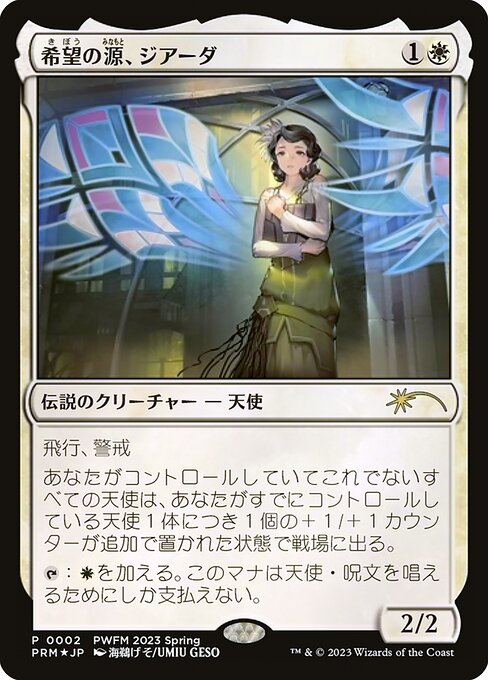 希望の源、ジアーダ
きぼう みなもと
1
伝説のクリーチャー — 天使
飛行、警戒
あなたがコントロールしていてこれでないす
べての天使は、あなたがすでにコントロールし
ている天使1体につき1個の+1/+1カウン
ターが追加で置かれた状態で戦場に出る。
:を加える。このマナは天使・呪文を唱え
るためにしか支払えない。
2/2
P 0002 PWFM 2023 Spring
PRM★JP 海鵜げそ/UMIU GESO
™ & © 2023 Wizards of the Coast